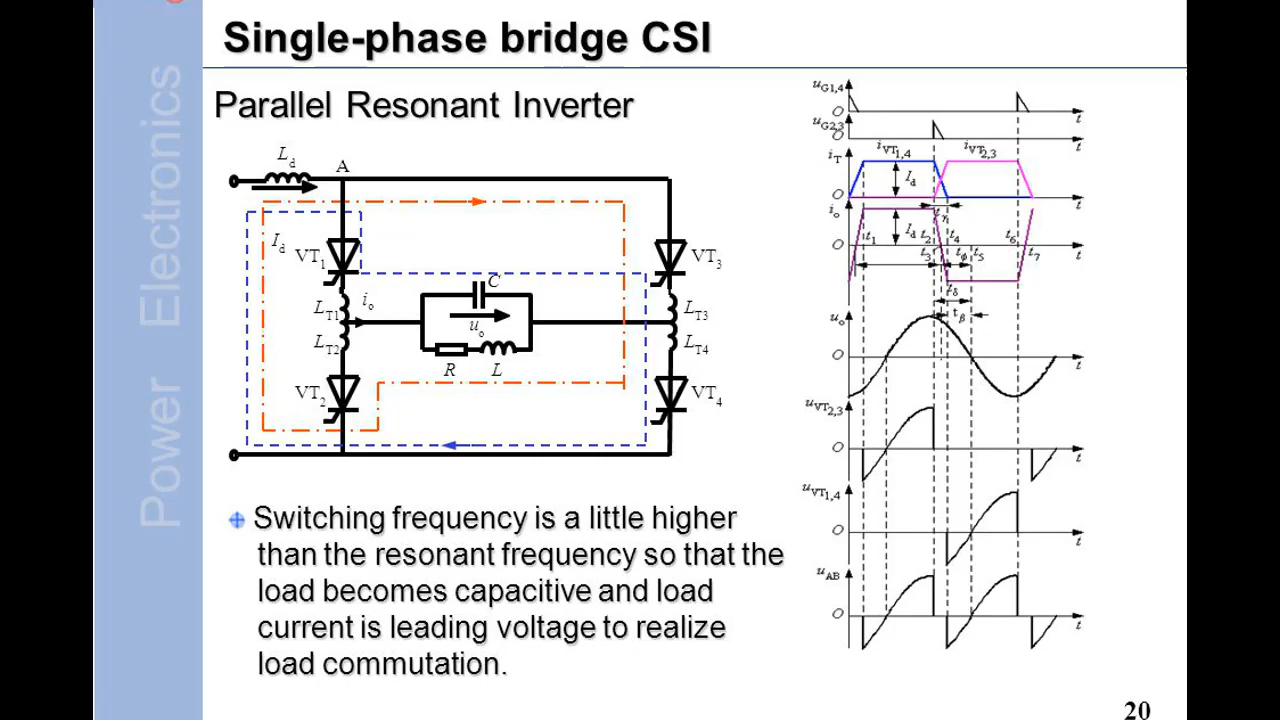 Power Electronics
Single-phase bridge CSI
Parallel Resonant Inverter
Ld
A
Id
VT1
VT3
LT1
io
C
LT3
uo
LT2
LT4
R
L
VT2
VT4
Switching frequency is a little higher
than the resonant frequency so that the
load becomes capacitive and load
current is leading voltage to realize
load commutation.
uG1,4
O
t
uG2,3
O
t
iT
iVT1,4
iVT2,3
Id
O
t
io
tγ
Id
t1
t2
t4
t6
O
t
t3
tφ
t5
t7
tδ
tβ
uo
O
t
uVT2,3
O
t
uVT1,4
O
t
uAB
O
t
20